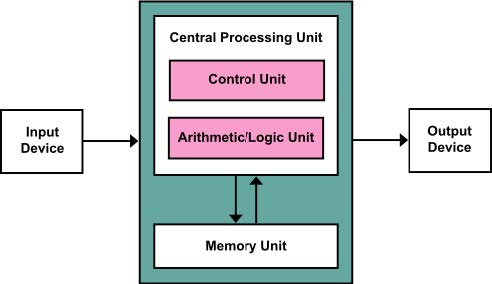 Central Processing Unit
Control Unit
Arithmetic/Logic Unit
Input
Device
Output
Device
Memory Unit